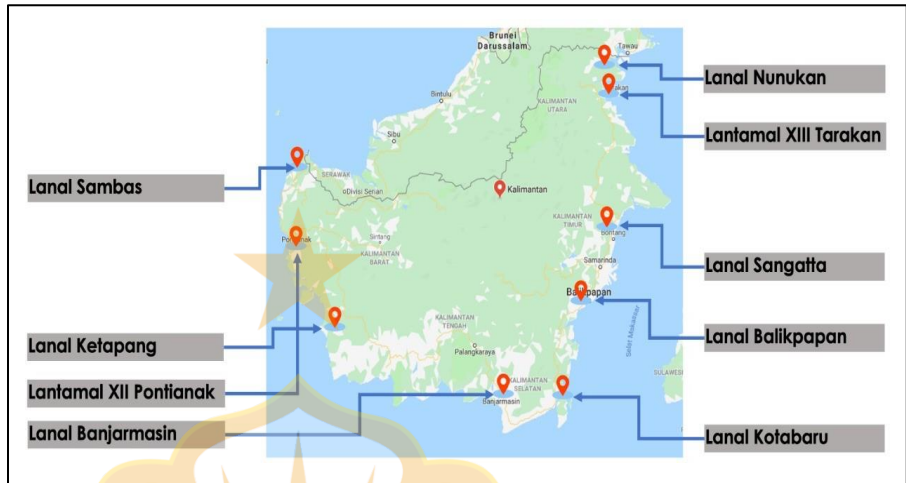 Brunei
Darussalam
Tawau
Lanal Nunukan
Bintulu
KALIMANTAN
UTARA
Lantamal XIII Tarakan
Sibu
SERAWAK
Lanal Sambas
Divisi Serian
Kalimantan
Sintang
KALIMANTAN
BARAT
KALIMANTAN
TIMUR
Bontang
Samarinda
Lanal Sangatta
Balikpapan
Lanal Balikpapan
Selat Makassar
Lanal Ketapang
KALIMANTAN
TENGAH
Palangkaraya
SULAWESI
Lantamal XII Pontianak
KALIMANTAN
SELATAN
Banjarmasin
Lanal Banjarmasin
Lanal Kotabaru